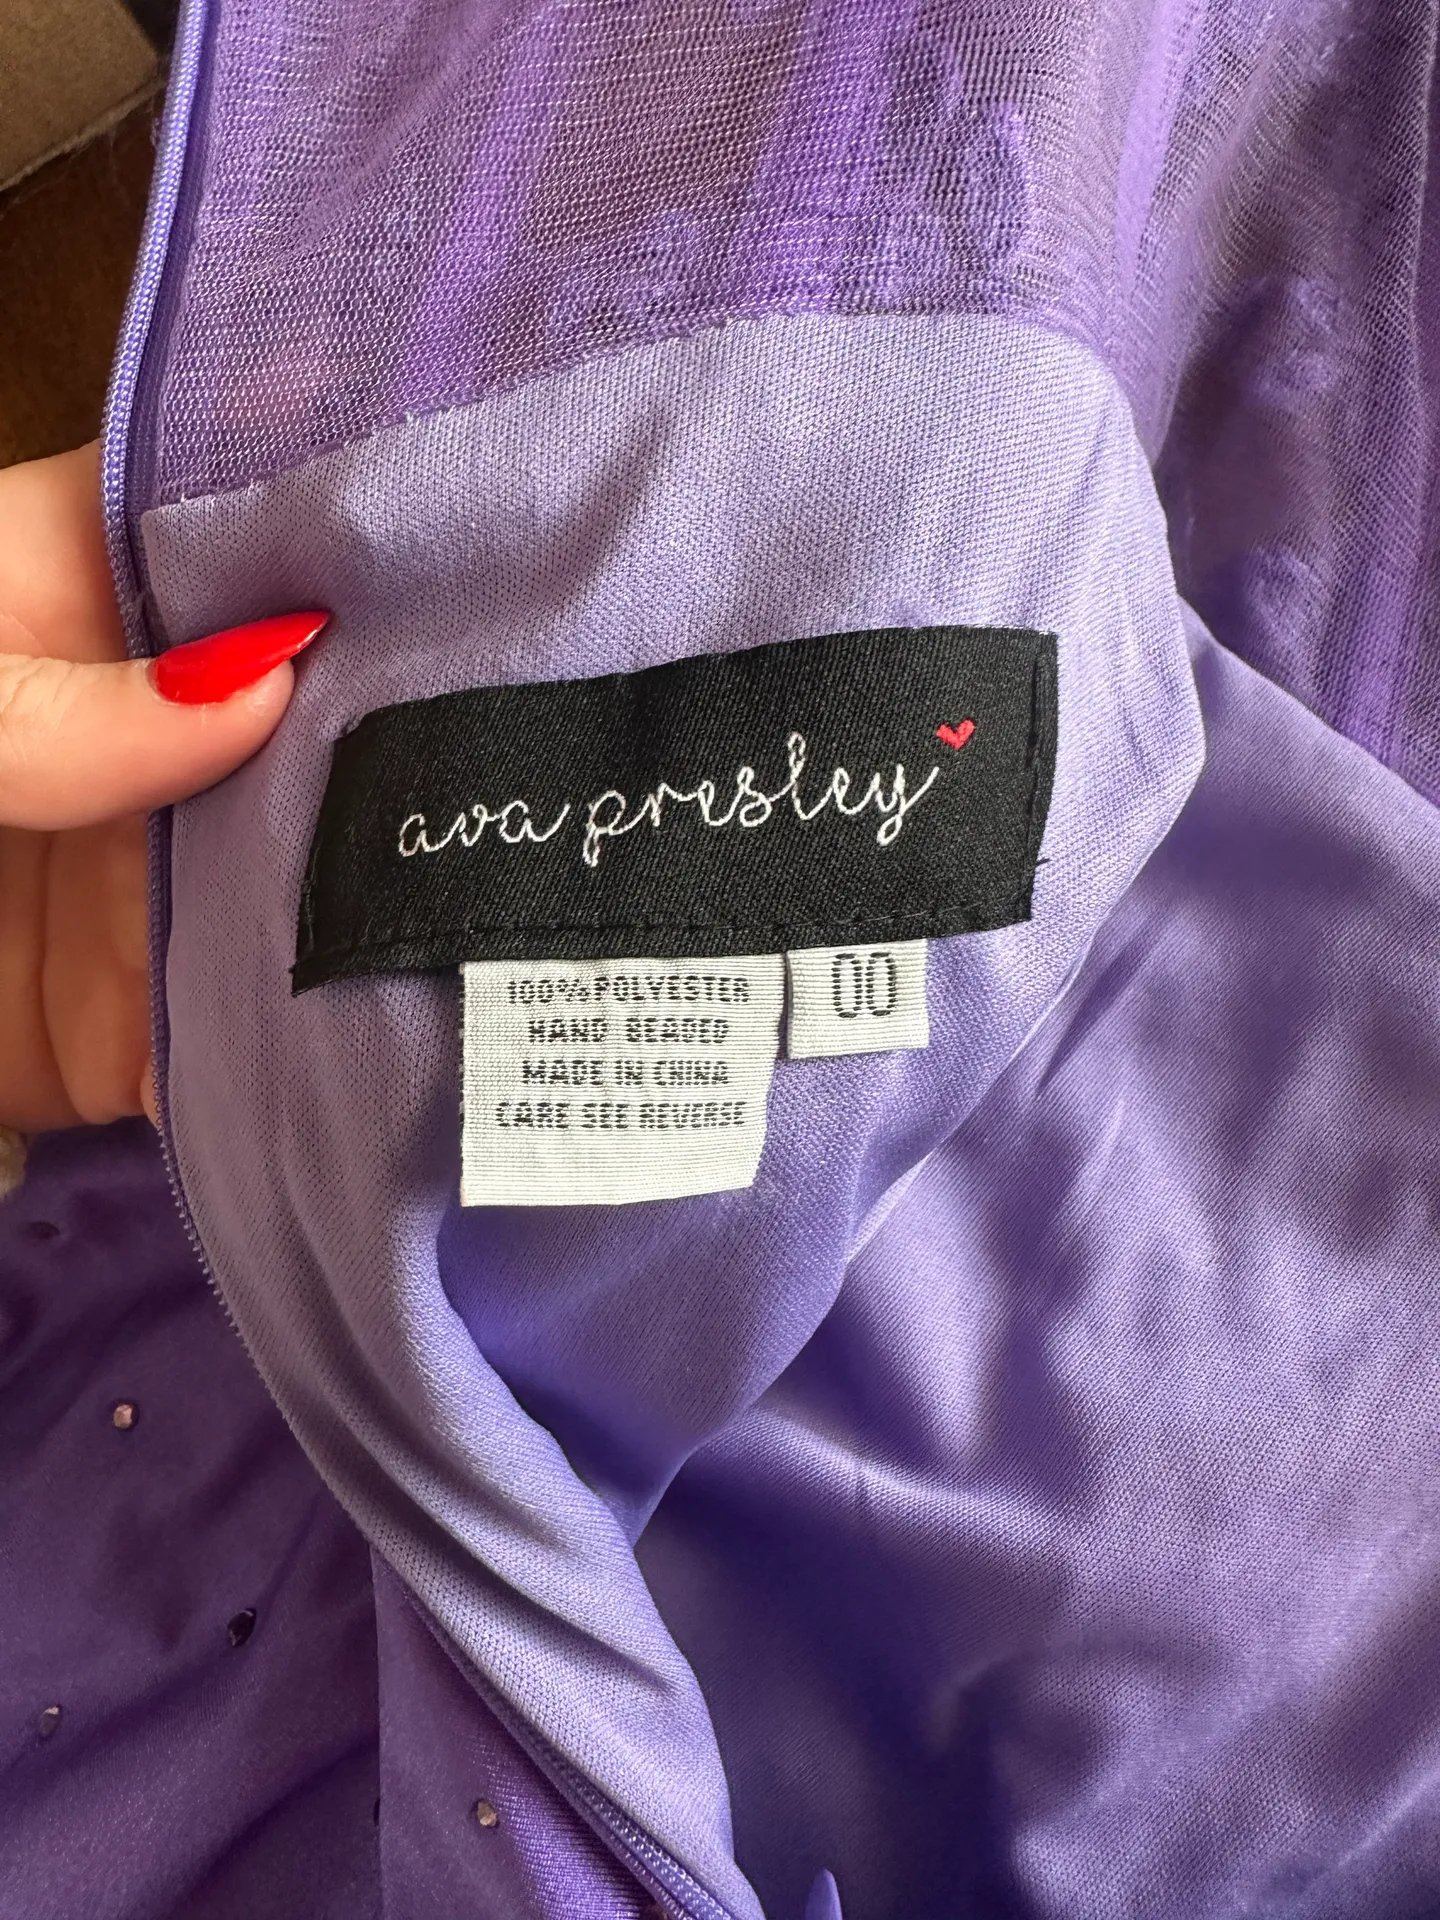 ava presley
100% POLYESTER
HAND BEADED
MADE IN CHINA
CARE SEE REVERSE
00